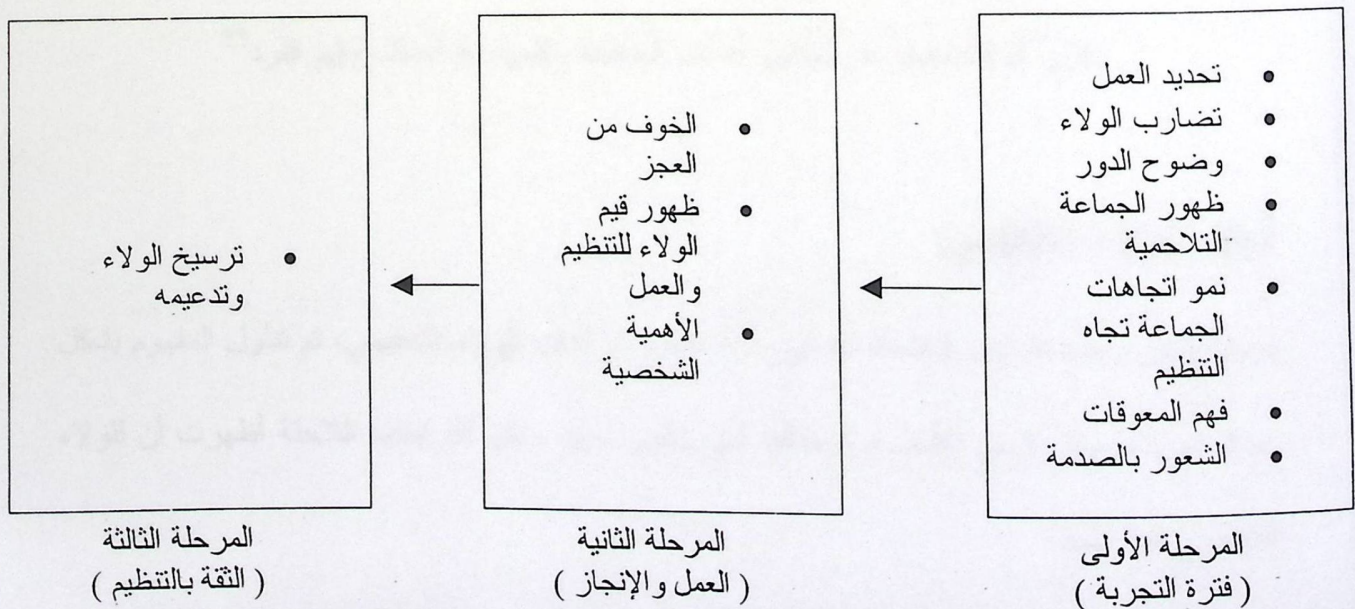 • تحديد العمل
• تضارب الولاء
• وضوح الدور
• ظهور الجماعة
التلاحمية
• نمو اتجاهات
الجماعة تجاه
التنظيم
• فهم المعوقات
• الشعور بالصدمة
المرحلة الأولى
( فترة التجربة )
• الخوف من
العجز
• ظهور قيم
الولاء للتنظيم
والعمل
• الأهمية
الشخصية
المرحلة الثانية
( العمل والإنجاز )
• ترسيخ الولاء
وتدعيمه
المرحلة الثالثة
( الثقة بالتنظيم )